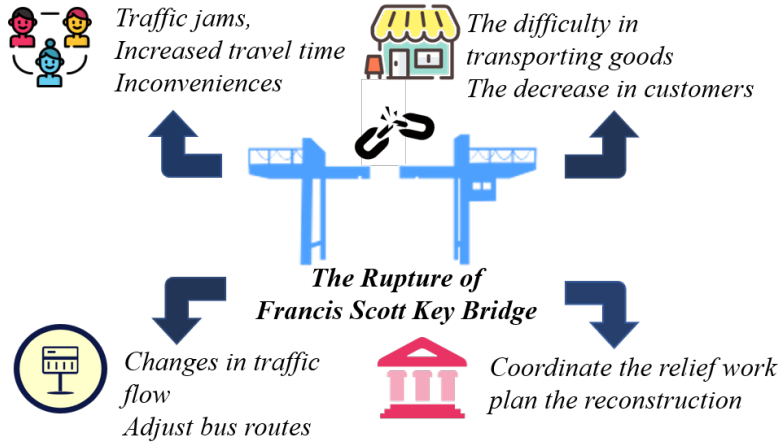 Traffic jams,
Increased travel time
Inconveniences
The difficulty in
transporting goods
The decrease in customers
The Rupture of
Francis Scott Key Bridge
Changes in traffic
flow
Adjust bus routes
Coordinate the relief work
plan the reconstruction